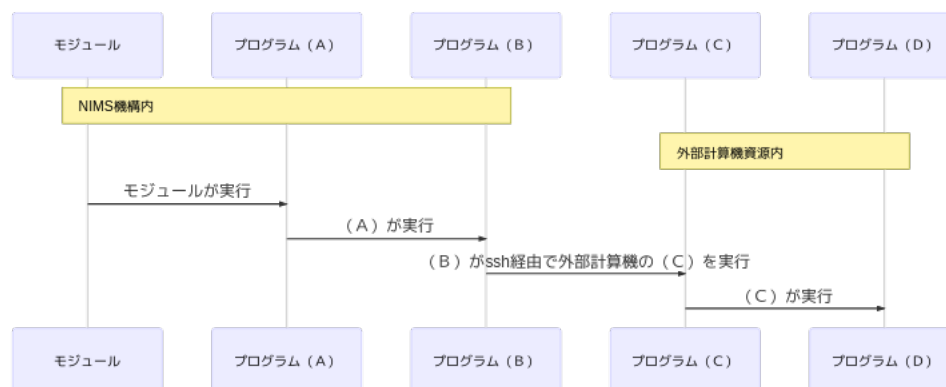 モジュール
プログラム（A）
プログラム（B）
プログラム（C）
プログラム（D）
NIMS機構内
外部計算機資源内
モジュールが実行
（A）が実行
（B）がssh経由で外部計算機の（C）を実行
（C）が実行
モジュール
プログラム（A）
プログラム（B）
プログラム（C）
プログラム（D）